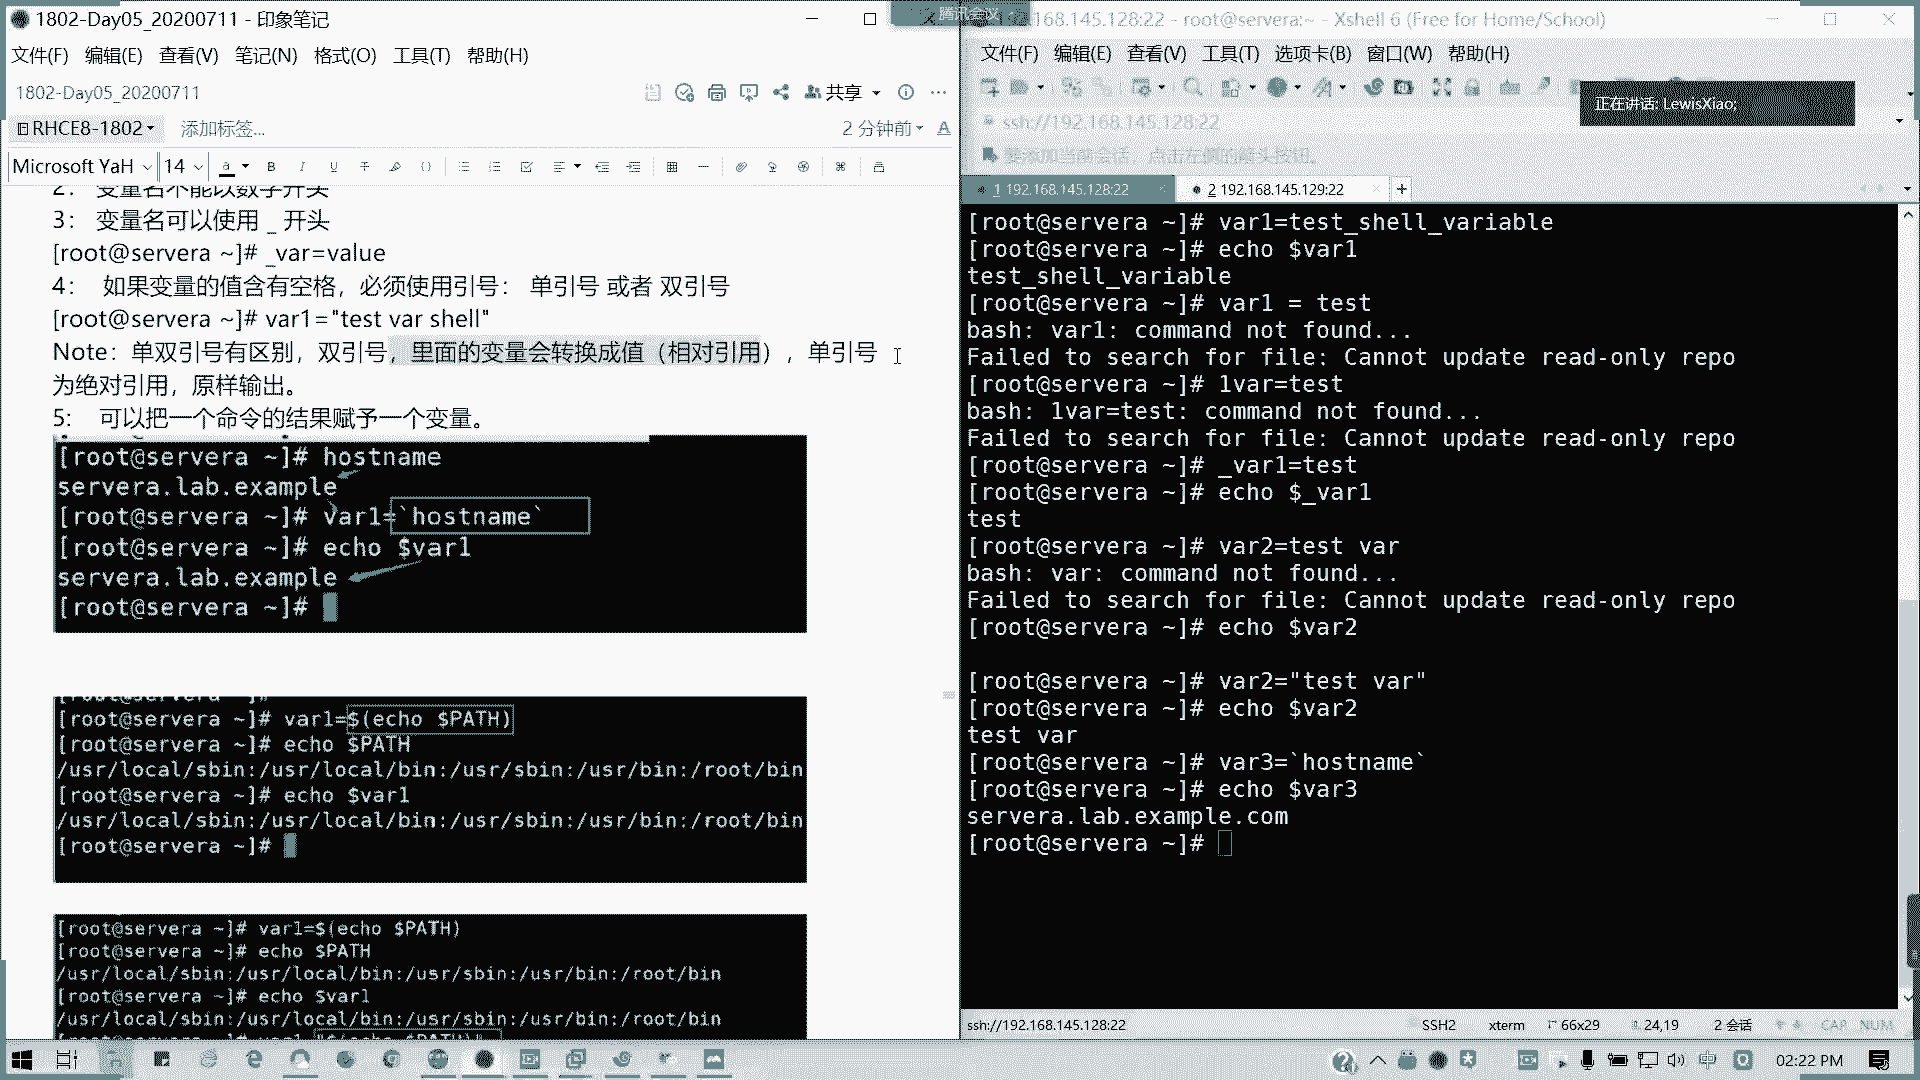 1802-Day05_20200711 - 印象笔记
文件(F) 编辑(E) 查看(V) 笔记(N) 格式(O) 工具(T) 帮助(H)
1802-Day05_20200711
共享
RHCE8-1802
添加标签...
2 分钟前
Microsoft YaH 14
2： 变量名不能以数字开头
3： 变量名可以使用 _ 开头
[root@servera ~]# _var=value
4： 如果变量的值含有空格，必须使用引号： 单引号 或者 双引号
[root@servera ~]# var1="test var shell"
Note：单双引号有区别，双引号，里面的变量会转换成值（相对引用），单引号
为绝对引用，原样输出。
5： 可以把一个命令的结果赋予一个变量。
[root@servera ~]# hostname
servera.lab.example
[root@servera ~]# var1=`hostname`
[root@servera ~]# echo $var1
servera.lab.example
[root@servera ~]#
[root@servera ~]# var1=$(echo $PATH)
[root@servera ~]# echo $PATH
/usr/local/sbin:/usr/local/bin:/usr/sbin:/usr/bin:/root/bin
[root@servera ~]# echo $var1
/usr/local/sbin:/usr/local/bin:/usr/sbin:/usr/bin:/root/bin
[root@servera ~]#
[root@servera ~]# var1=$(echo $PATH)
[root@servera ~]# echo $PATH
/usr/local/sbin:/usr/local/bin:/usr/sbin:/usr/bin:/root/bin
[root@servera ~]# echo $var1
/usr/local/sbin:/usr/local/bin:/usr/sbin:/usr/bin:/root/bin
腾讯会议
168.145.128:22 - root@servera:~ - Xshell 6 (Free for Home/School)
文件(F) 编辑(E) 查看(V) 工具(T) 选项卡(B) 窗口(W) 帮助(H)
正在讲话: LewisXiao;
ssh://192.168.145.128:22
要添加当前会话，点击左侧的箭头按钮。
1 192.168.145.128:22
2 192.168.145.129:22
[root@servera ~]# var1=test_shell_variable
[root@servera ~]# echo $var1
test_shell_variable
[root@servera ~]# var1 = test
bash: var1: command not found...
Failed to search for file: Cannot update read-only repo
[root@servera ~]# 1var=test
bash: 1var=test: command not found...
Failed to search for file: Cannot update read-only repo
[root@servera ~]# _var1=test
[root@servera ~]# echo $_var1
test
[root@servera ~]# var2=test var
bash: var: command not found...
Failed to search for file: Cannot update read-only repo
[root@servera ~]# echo $var2
[root@servera ~]# var2="test var"
[root@servera ~]# echo $var2
test var
[root@servera ~]# var3=`hostname`
[root@servera ~]# echo $var3
servera.lab.example.com
[root@servera ~]#
ssh://192.168.145.128:22 SSH2 xterm 66x29 24,19 2 会话 CAP NUM
中
02:22 PM